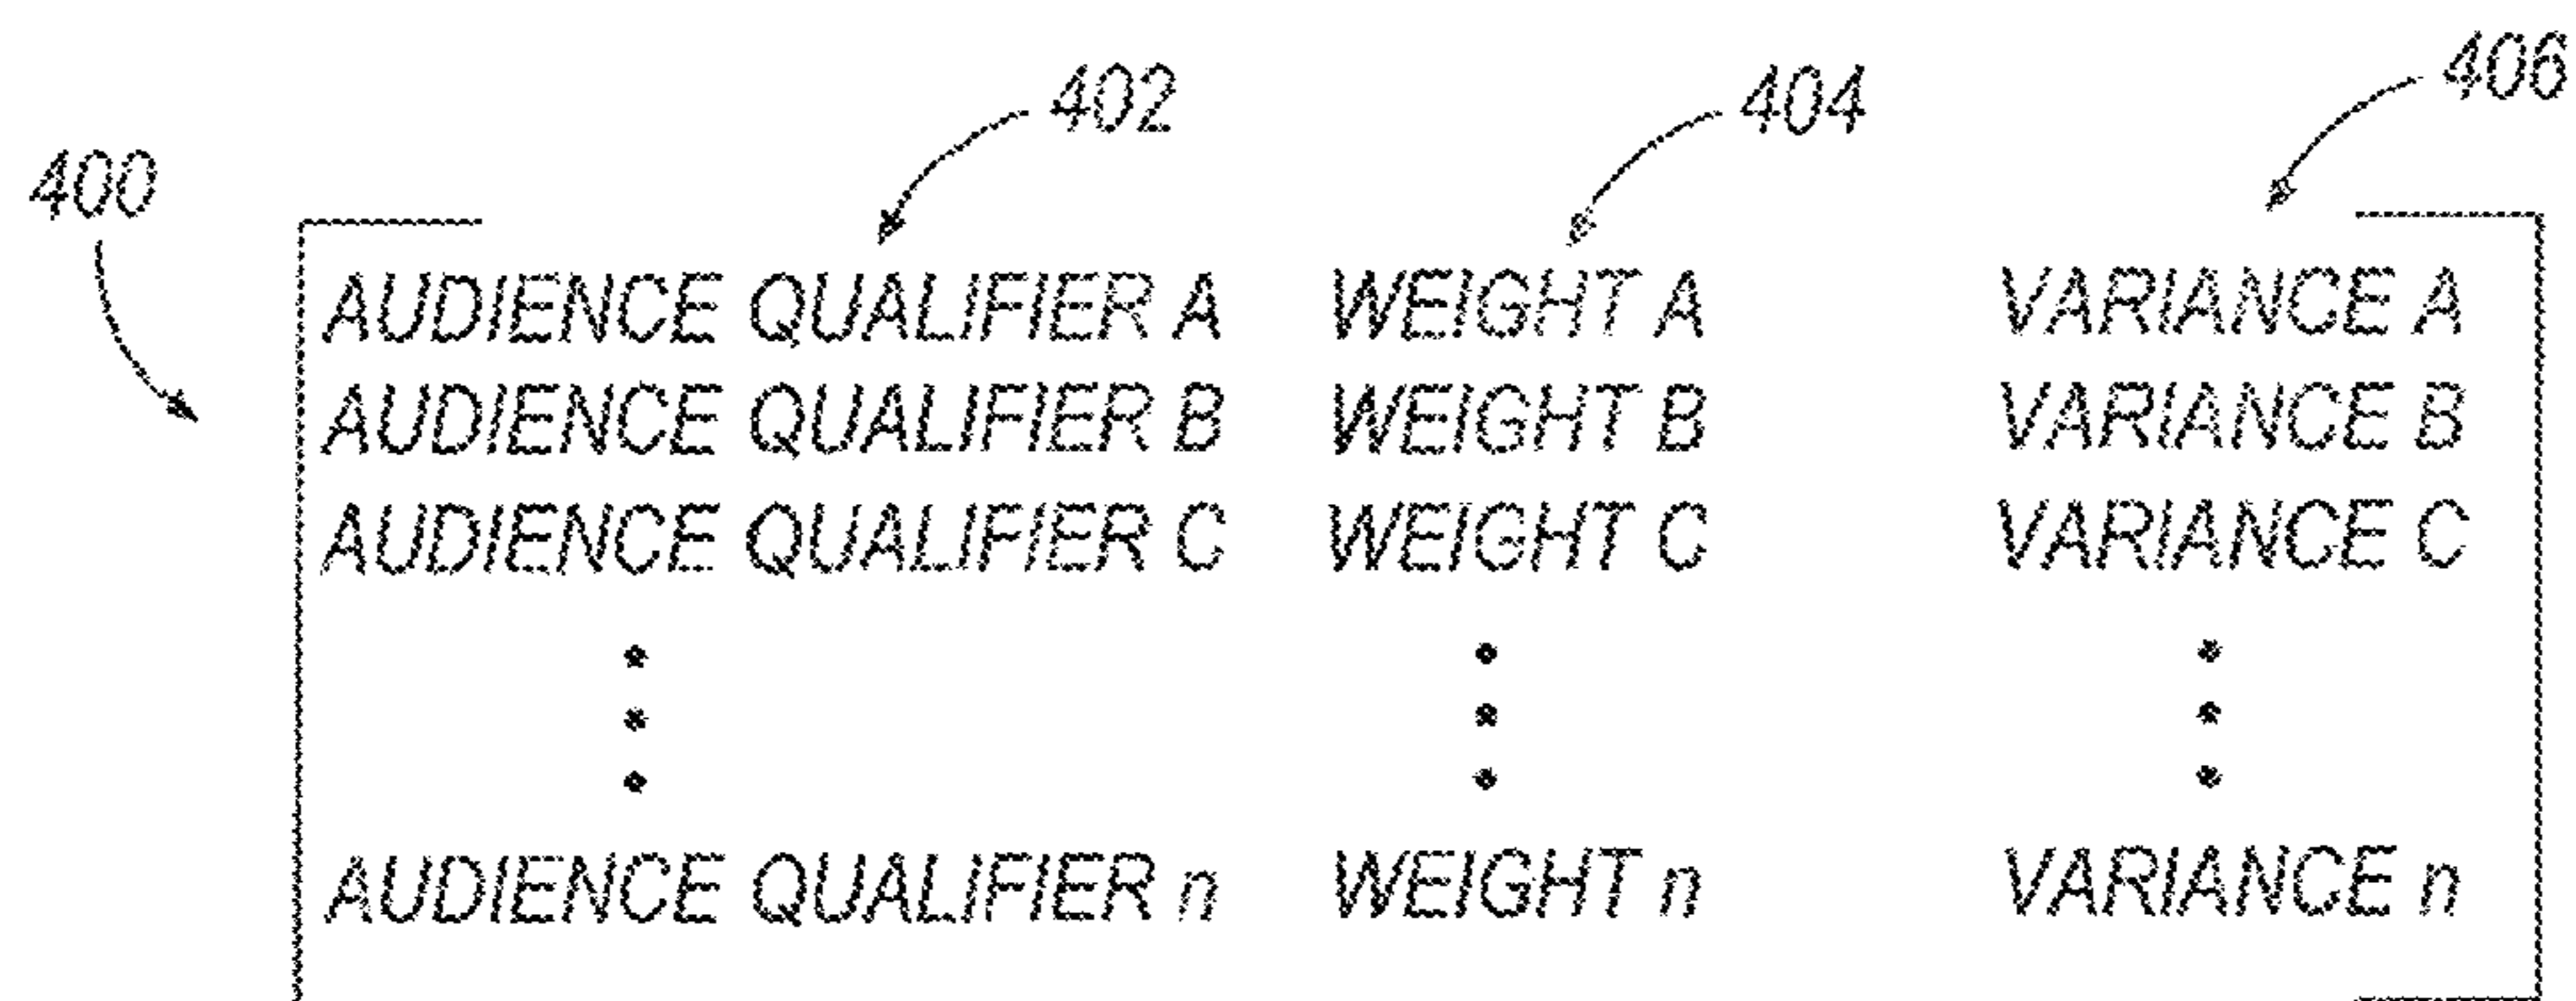 406
402 404
400
AUDIENCE QUALIFIER A WEIGHT A VARIANCE A
AUDIENCE QUALIFIER B WEIGHT B VARIANCE B
AUDIENCE QUALIFIER C WEIGHT C VARIANCE C
AUDIENCE QUALIFIER n WEIGHT n VARIANCE n